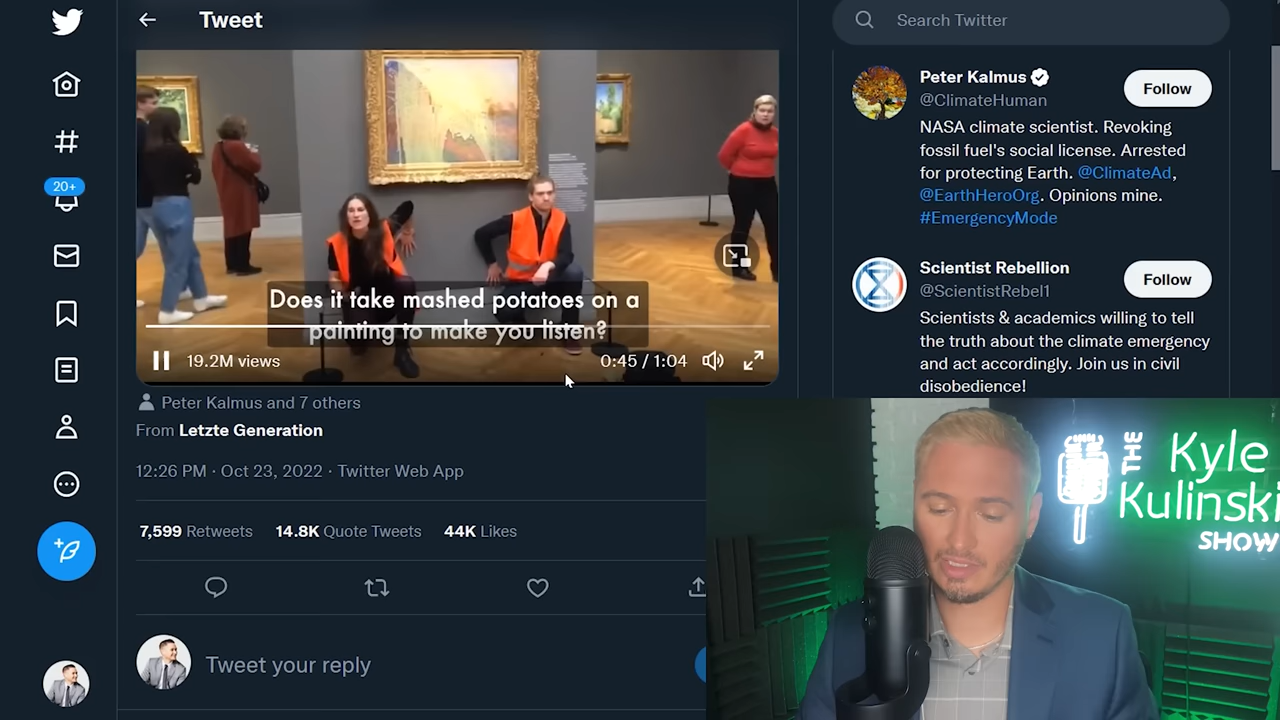 Tweet
Search Twitter
20+
Does it take mashed potatoes on a
painting to make you listen?
19.2M views
0:45 / 1:04
Peter Kalmus and 7 others
From Letzte Generation
12:26 PM · Oct 23, 2022 · Twitter Web App
7,599 Retweets 14.8K Quote Tweets 44K Likes
Tweet your reply
Peter Kalmus
@ClimateHuman
Follow
NASA climate scientist. Revoking
fossil fuel's social license. Arrested
for protecting Earth. @ClimateAd,
@EarthHeroOrg. Opinions mine.
#EmergencyMode
Scientist Rebellion
@ScientistRebel1
Follow
Scientists & academics willing to tell
the truth about the climate emergency
and act accordingly. Join us in civil
disobedience!
THE
Kyle
Kulinski
SHOW